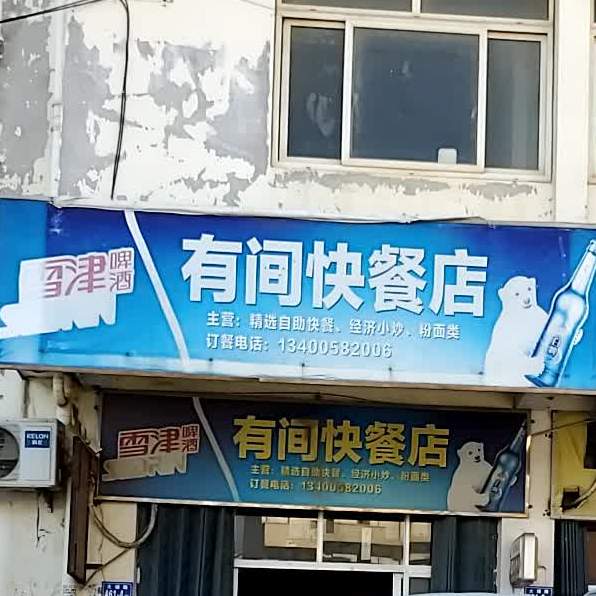 雪津
啤酒
有间快餐店
主营：精选自助快餐、经济小炒、粉面类
订餐电话：13400582006
KELON
雪津
啤酒
有间快餐店
主营：精选自助快餐、经济小炒、粉面类
订餐电话：13400582006